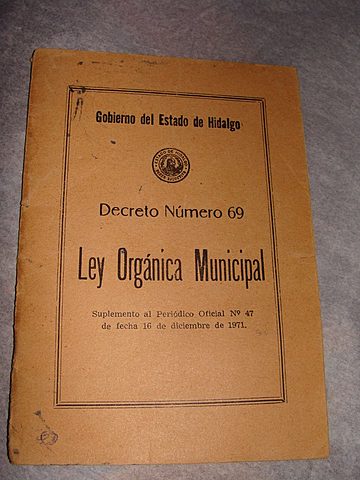 Gobierno del Estado de Hidalgo
Decreto Número 69
Ley Orgánica Municipal
Suplemento al Periódico Oficial Nº 47
de fecha 16 de diciembre de 1971.